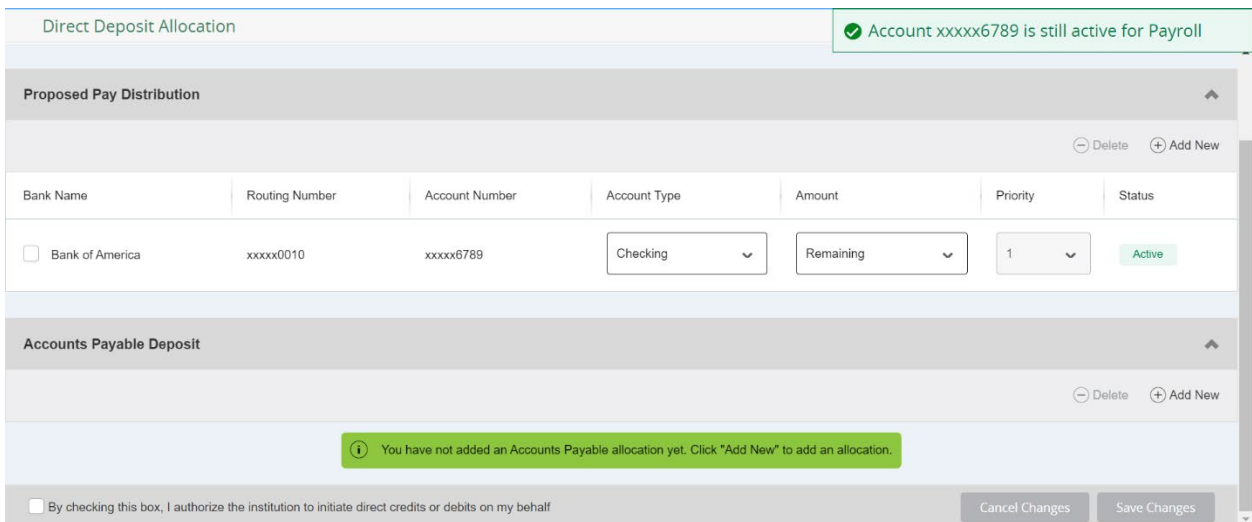 Direct Deposit Allocation
Account xxxxx6789 is still active for Payroll
Proposed Pay Distribution
Delete Add New
Bank Name Routing Number Account Number Account Type Amount Priority Status
Bank of America xxxxx0010 xxxxx6789 Checking Remaining 1 Active
Accounts Payable Deposit
Delete Add New
You have not added an Accounts Payable allocation yet. Click "Add New" to add an allocation.
By checking this box, I authorize the institution to initiate direct credits or debits on my behalf Cancel Changes Save Changes